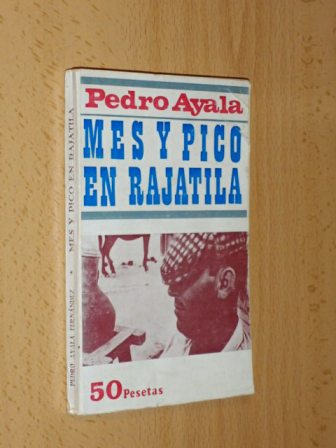 Pedro Ayala
MES Y PICO
EN RAJATILA
50 Pesetas
PEDRO AYALA FERNÁNDEZ * MES Y PICO EN RAJATILA